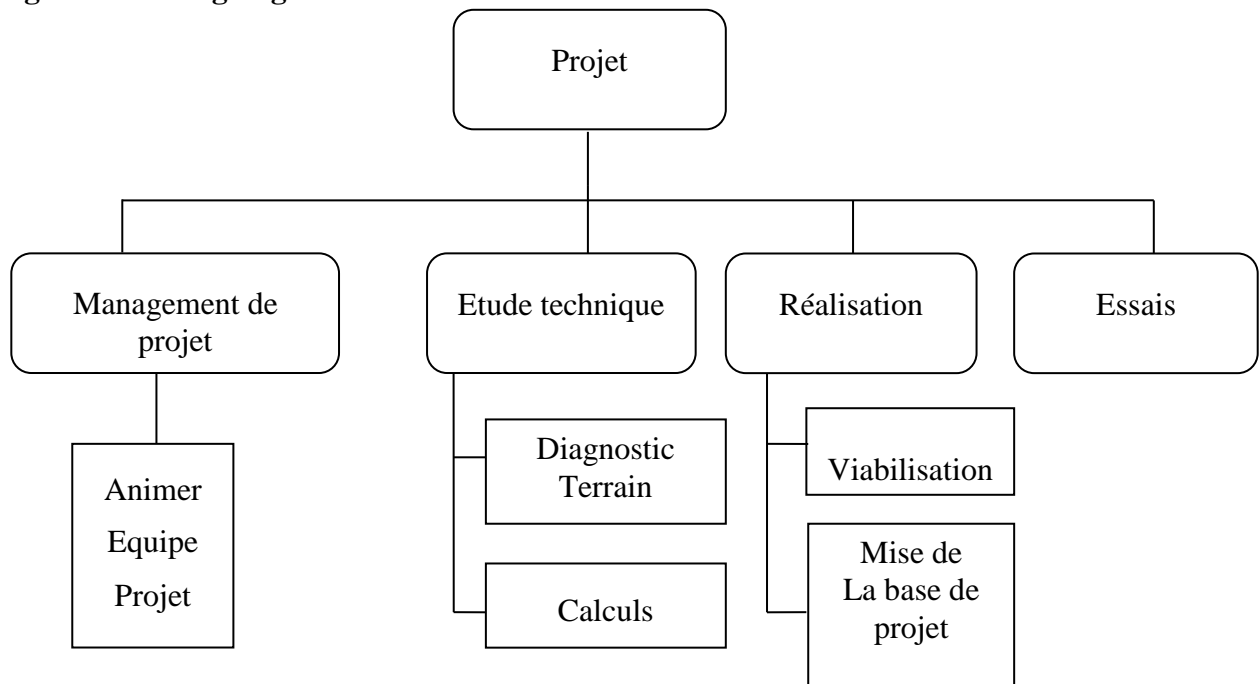 Projet
Management de
projet
Etude technique
Réalisation
Essais
Animer
Equipe
Projet
Diagnostic
Terrain
Calculs
Viabilisation
Mise de
La base de
projet